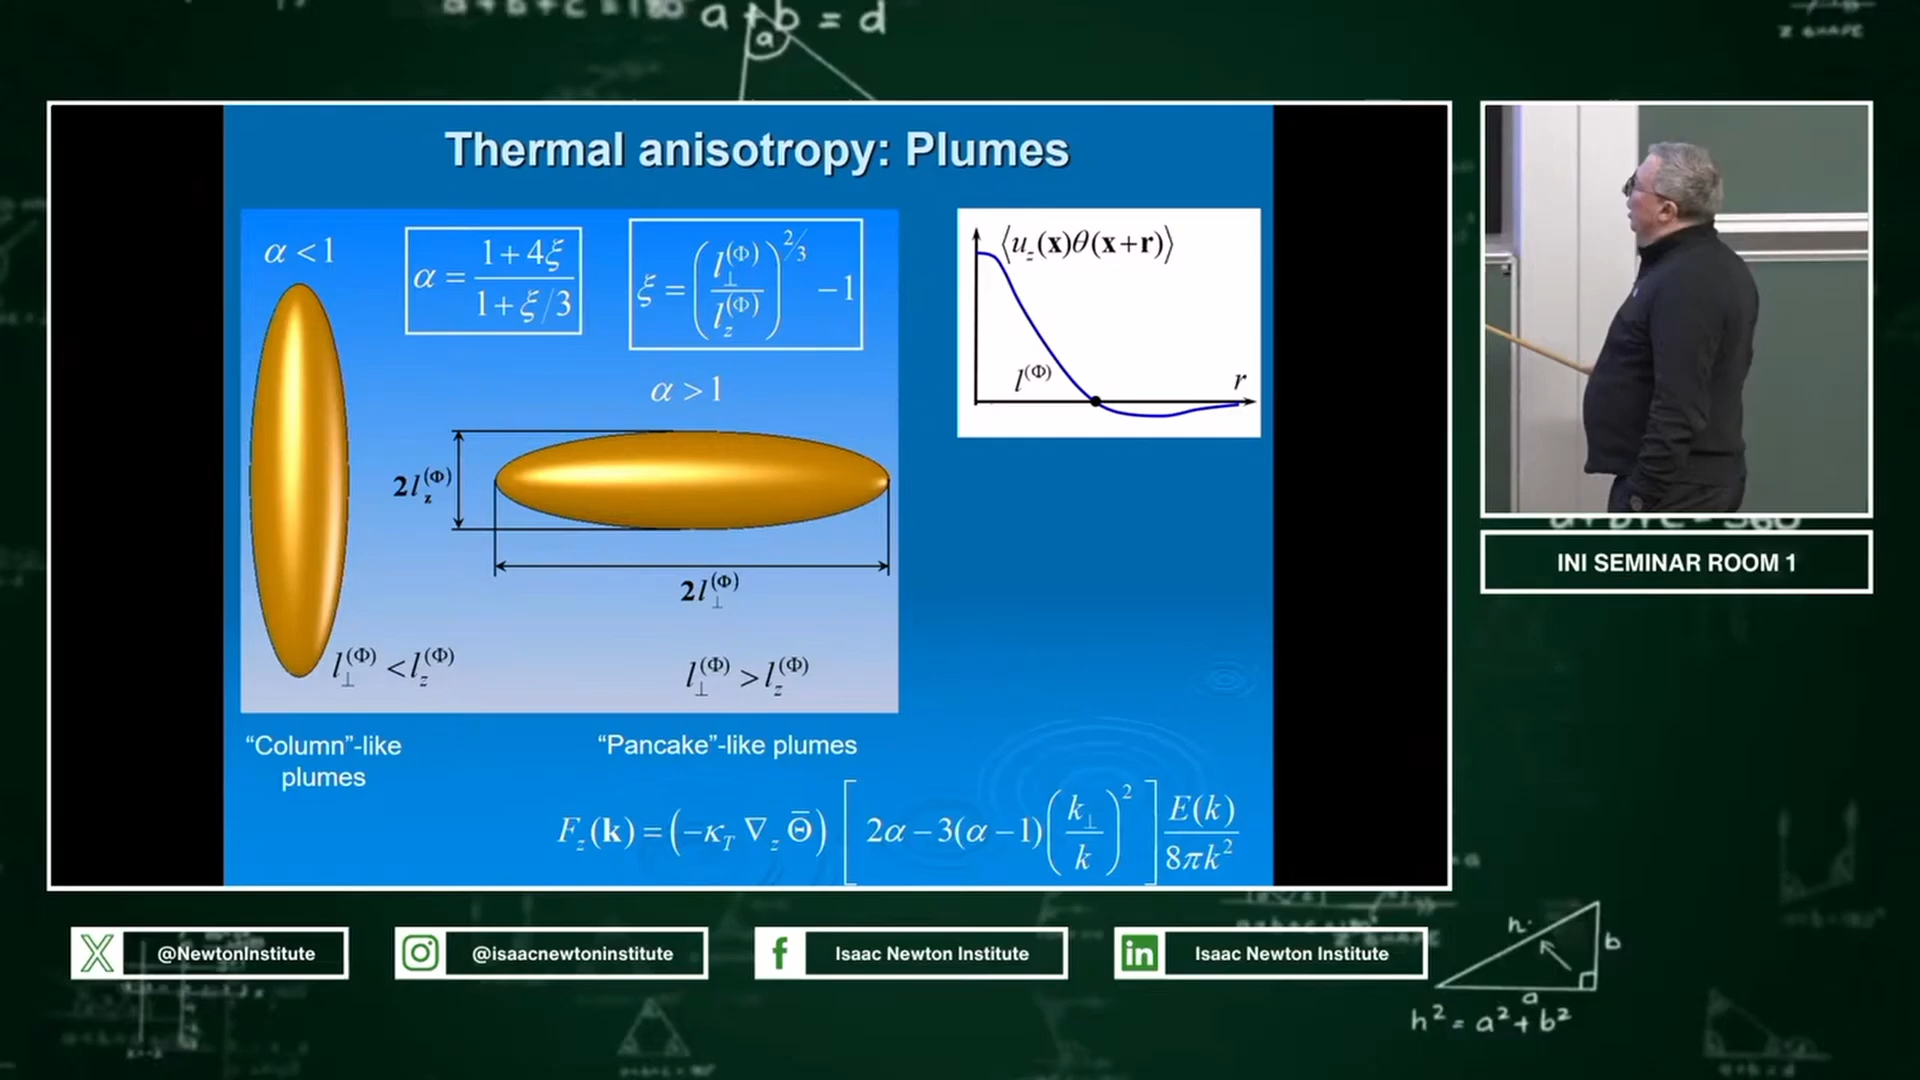 a + b = d
a
Z SHAPE
Thermal anisotropy: Plumes
α < 1
α = (1 + 4ξ) / (1 + ξ/3)
ξ = (l⊥^(Φ) / l_z^(Φ))^(2/3) − 1
⟨u_z(x)θ(x+r)⟩
l^(Φ)
r
α > 1
2l_z^(Φ)
2l⊥^(Φ)
l⊥^(Φ) < l_z^(Φ)
l⊥^(Φ) > l_z^(Φ)
“Column”-like
plumes
“Pancake”-like plumes
F_z(k) = (−κ_T ∇_z Θ̄) [2α − 3(α − 1)(k⊥/k)²] E(k)/8πk²
INI SEMINAR ROOM 1
@NewtonInstitute
@isaacnewtoninstitute
f
Isaac Newton Institute
in
Isaac Newton Institute
h
b
a
h² = a² + b²